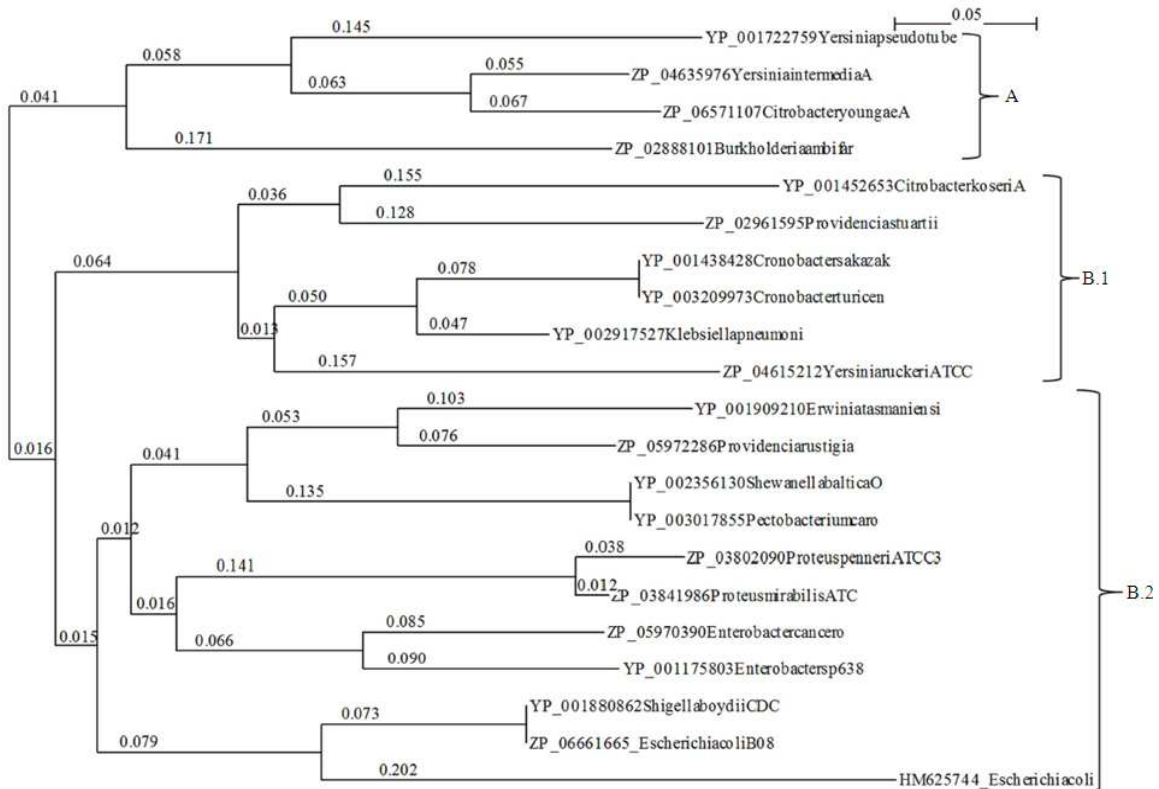 0.05
0.145
YP_001722759Yersiniapseudotube
0.058
0.055
ZP_04635976YersiniaintermediaA
0.063
0.067
ZP_06571107CitrobacteryoungaeA
A
0.041
0.171
ZP_02888101Burkholderiaambifar
0.155
YP_001452653CitrobacterkoseriA
0.036
0.128
ZP_02961595Providenciastuartii
0.064
0.078
YP_001438428Cronobactersakazak
YP_003209973Cronobacterturicen
B.1
0.050
0.047
YP_002917527Klebsiellapneumoni
0.013
0.157
ZP_04615212YersiniaruckeriATCC
0.103
YP_001909210Erwiniatasmaniensi
0.053
0.076
ZP_05972286Providenciarustigia
0.016
0.041
0.135
YP_002356130ShewanellabalticaO
YP_003017855Pectobacteriumcaro
0.012
0.038
ZP_03802090ProteuspenneriATCC3
0.141
0.012
ZP_03841986ProteusmirabilisATC
B.2
0.016
0.085
ZP_05970390Enterobactercancero
0.066
0.090
YP_001175803Enterobactersp638
0.015
0.073
YP_001880862ShigellaboydiiCDC
ZP_06661665_EscherichiacoliB08
0.079
0.202
HM625744_Escherichiacoli